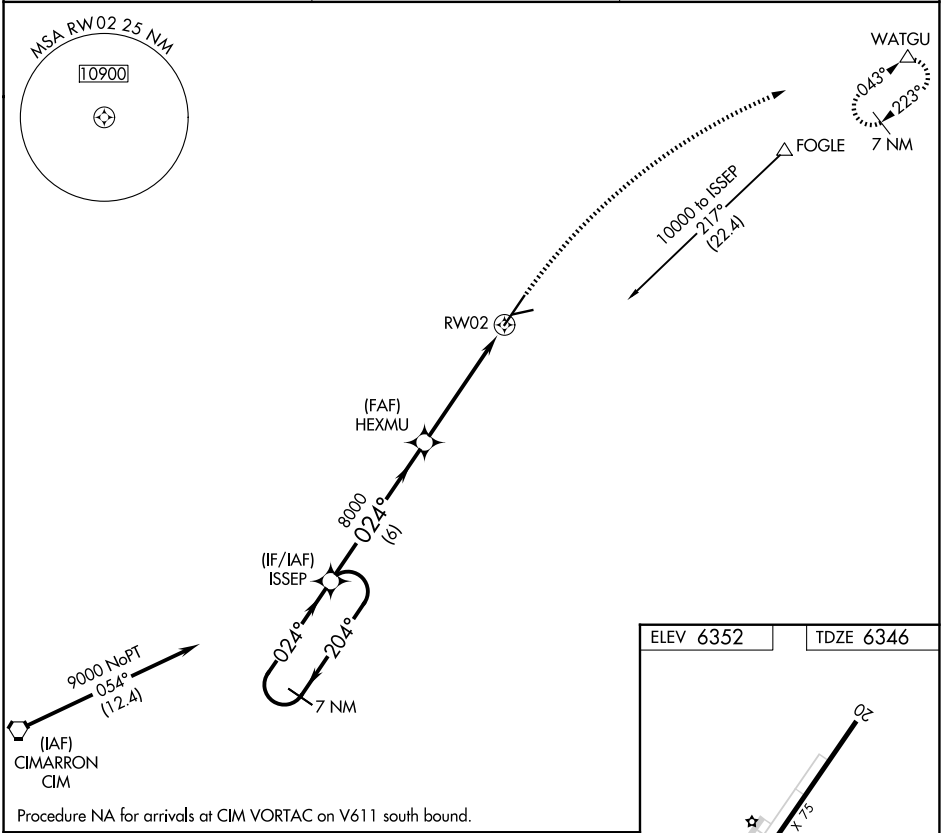 MSA RW02 25 NM
10900
WATGU
043°
223°
7 NM
FOGLE
10000 to ISSEP
217°
(22.4)
RW02
(FAF)
HEXMU
8000
024°
(6)
(IF/IAF)
ISSEP
024°
204°
7 NM
9000 NoPT
054°
(12.4)
(IAF)
CIMARRON
CIM
Procedure NA for arrivals at CIM VORTAC on V611 south bound.
ELEV 6352
TDZE 6346
20
X 75